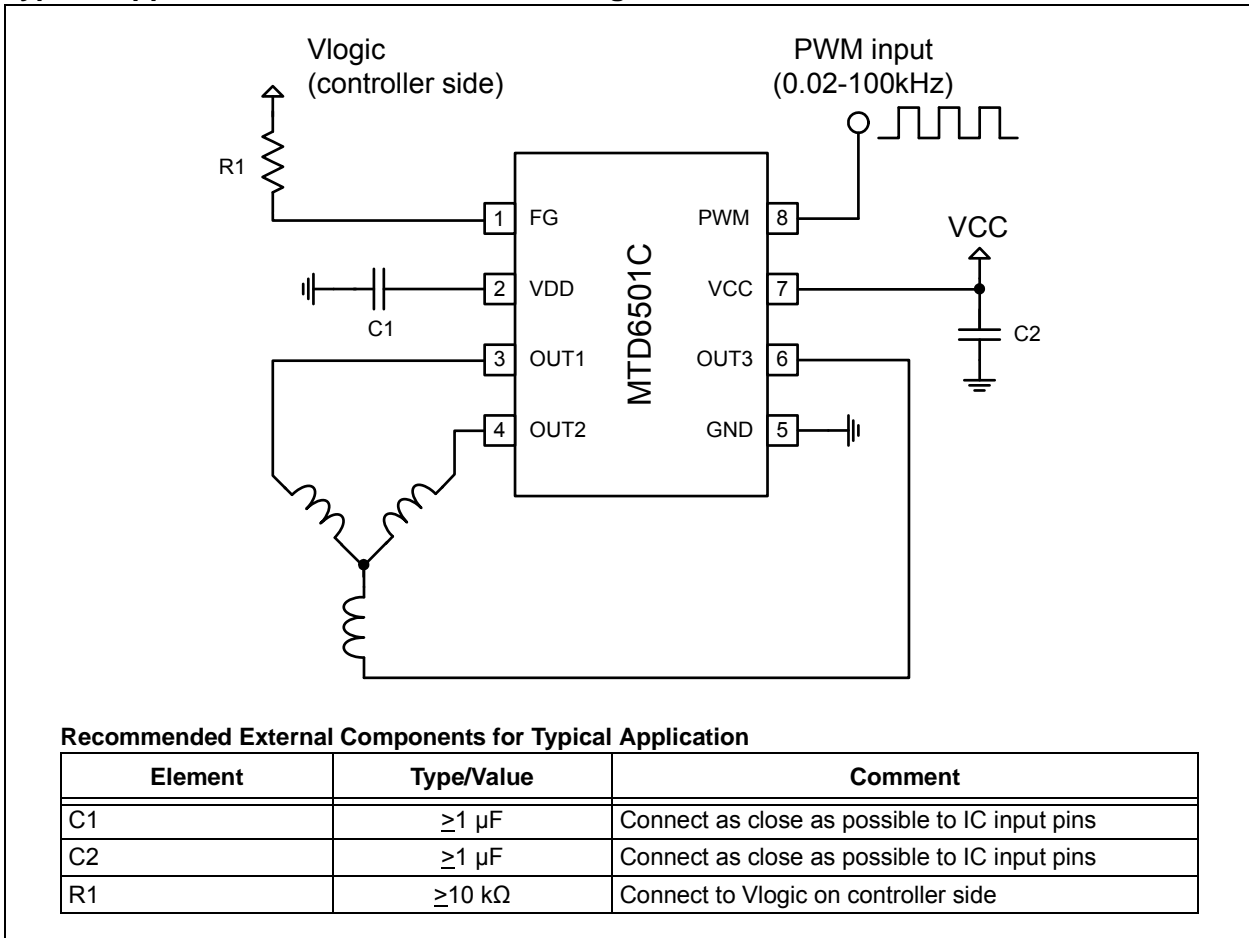 Vlogic
(controller side)
PWM input
(0.02-100kHz)
R1
1 FG PWM 8
VCC
2 VDD VCC 7
C1
C2
MTD6501C
3 OUT1 OUT3 6
4 OUT2 GND 5
Recommended External Components for Typical Application
Element Type/Value Comment
C1 ≥1 µF Connect as close as possible to IC input pins
C2 ≥1 µF Connect as close as possible to IC input pins
R1 ≥10 kΩ Connect to Vlogic on controller side